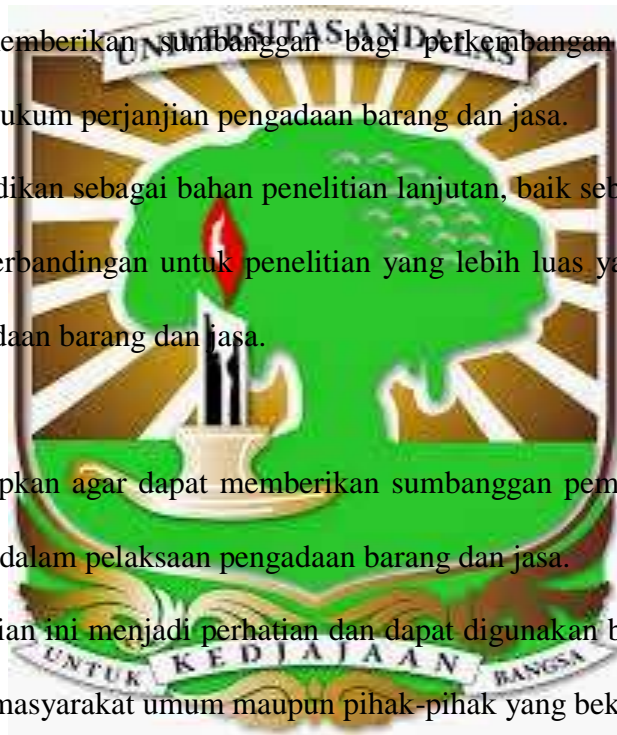 UNIVERSITAS ANDALAS
emberikan sumbanggan bagi perkembangan
ukum perjanjian pengadaan barang dan jasa.
dikan sebagai bahan penelitian lanjutan, baik seb
erbandingan untuk penelitian yang lebih luas ya
daan barang dan jasa.
pkan agar dapat memberikan sumbanggan pem
dalam pelaksaan pengadaan barang dan jasa.
ian ini menjadi perhatian dan dapat digunakan b
UNTUK KEDJAJAAN BANGSA
masyarakat umum maupun pihak-pihak yang bek